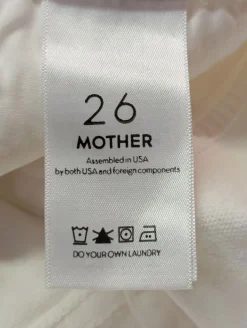 26
MOTHER
Assembled in USA
by both USA and foreign components
DO YOUR OWN LAUNDRY